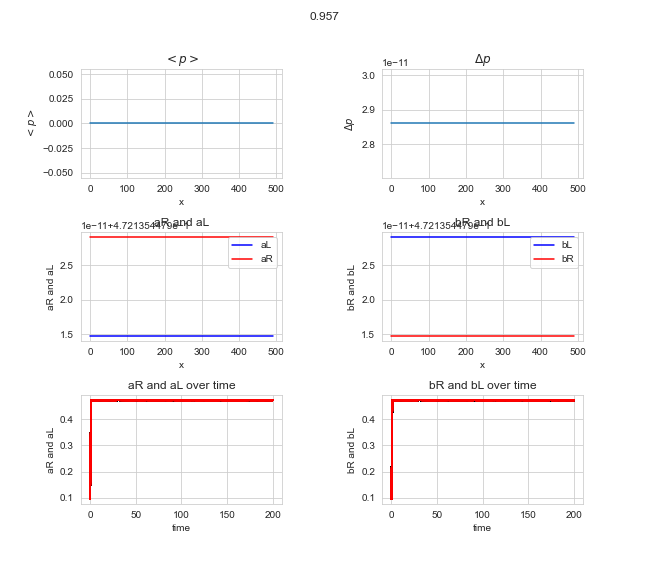 0.957
< p >
0.050
0.025
0.000
−0.025
−0.050
< p >
0 100 200 300 400 500
x
Δp
1e−11
3.0
2.9
2.8
Δp
0 100 200 300 400 500
x
aR and aL
1e−11+4.721354479e−1
2.5
2.0
1.5
aR and aL
aL
aR
0 100 200 300 400 500
x
bR and bL
1e−11+4.721354479e−1
2.5
2.0
1.5
bR and bL
bL
bR
0 100 200 300 400 500
x
aR and aL over time
0.4
0.3
0.2
0.1
aR and aL
0 50 100 150 200
time
bR and bL over time
0.4
0.3
0.2
0.1
bR and bL
0 50 100 150 200
time